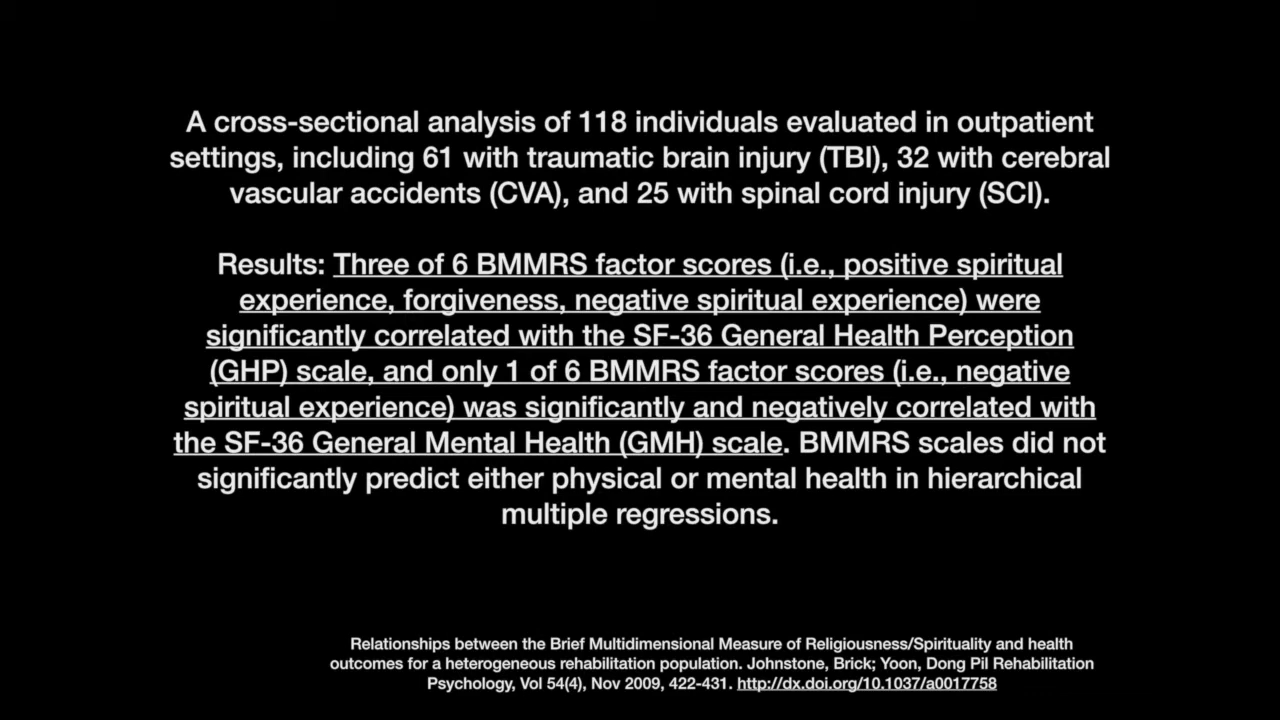 A cross-sectional analysis of 118 individuals evaluated in outpatient
settings, including 61 with traumatic brain injury (TBI), 32 with cerebral
vascular accidents (CVA), and 25 with spinal cord injury (SCI).
Results: Three of 6 BMMRS factor scores (i.e., positive spiritual
experience, forgiveness, negative spiritual experience) were
significantly correlated with the SF-36 General Health Perception
(GHP) scale, and only 1 of 6 BMMRS factor scores (i.e., negative
spiritual experience) was significantly and negatively correlated with
the SF-36 General Mental Health (GMH) scale. BMMRS scales did not
significantly predict either physical or mental health in hierarchical
multiple regressions.
Relationships between the Brief Multidimensional Measure of Religiousness/Spirituality and health
outcomes for a heterogeneous rehabilitation population. Johnstone, Brick; Yoon, Dong Pil Rehabilitation
Psychology, Vol 54(4), Nov 2009, 422-431. http://dx.doi.org/10.1037/a0017758